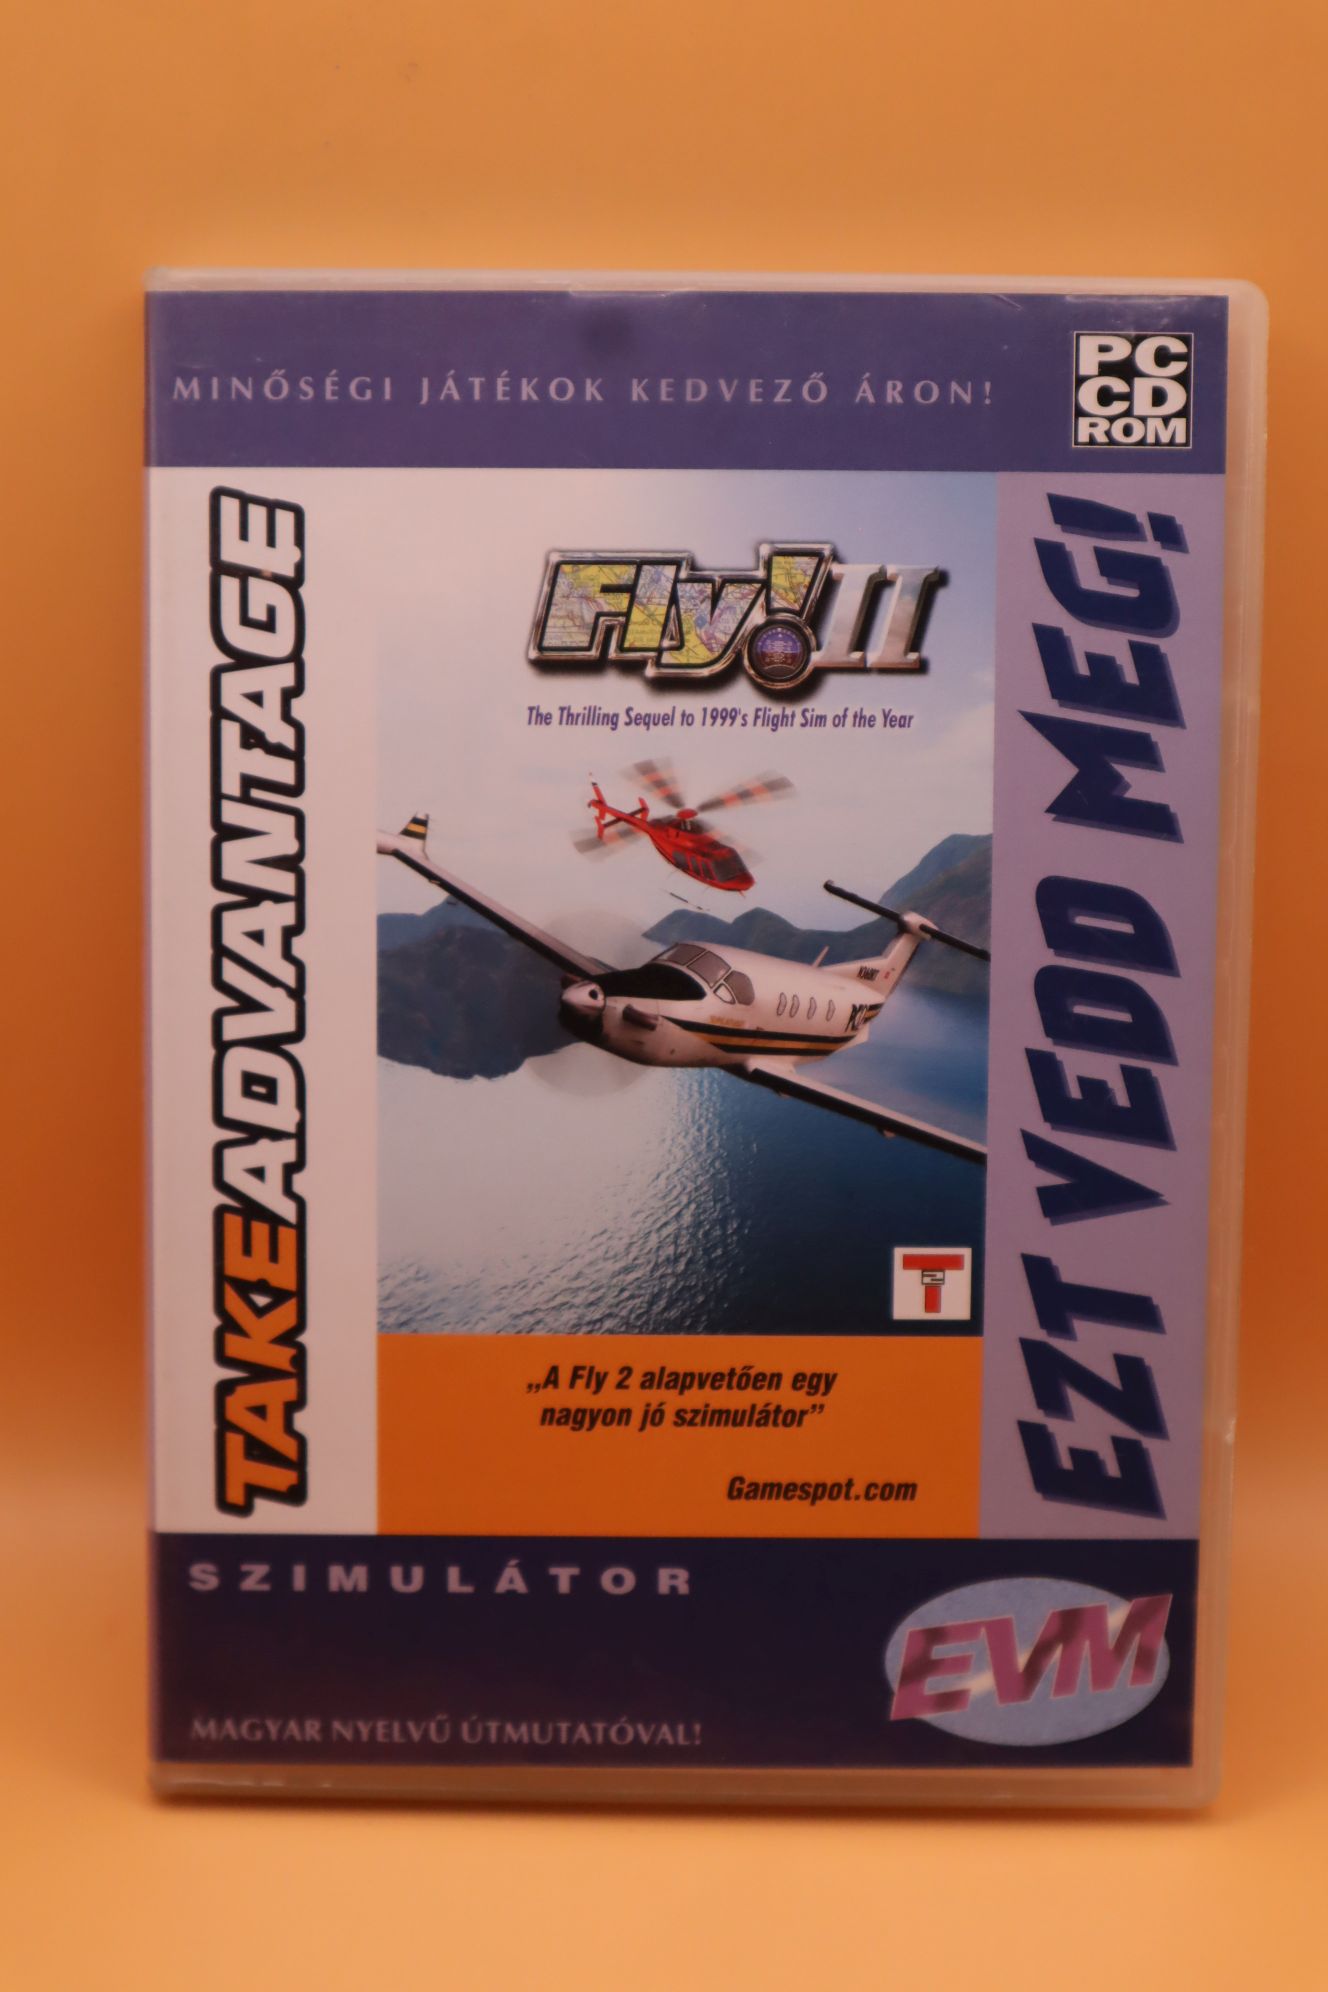 MINŐSÉGI JÁTÉKOK KEDVEZŐ ÁRON!
PC
CD
ROM
TAKEADVANTAGE
Fly! II
The Thrilling Sequel to 1999's Flight Sim of the Year
EZT VEDD MEG!
T2
„A Fly 2 alapvetően egy
nagyon jó szimulátor”
Gamespot.com
SZIMULÁTOR
EVM
MAGYAR NYELVŰ ÚTMUTATÓVAL!